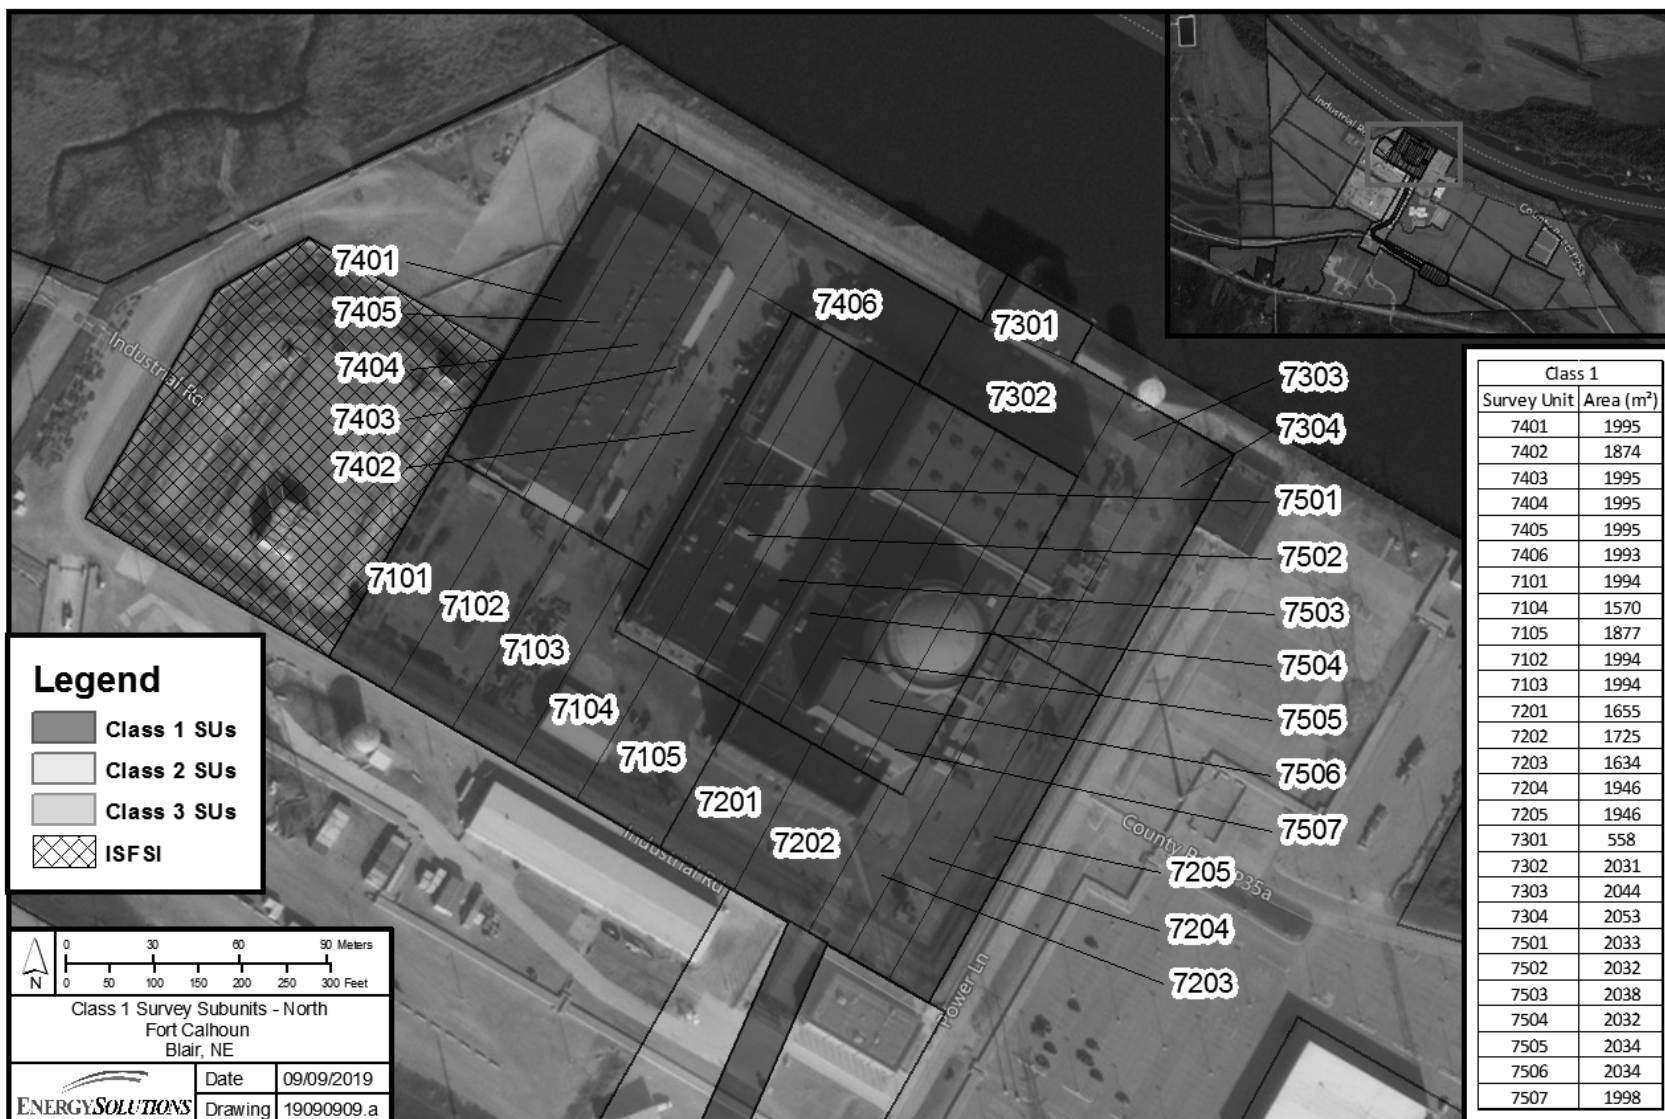 Industrial Rd
County Road P35a
7401
7405
7404
7403
7402
7406
7301
7302
7303
7304
7501
7502
7503
7504
7505
7506
7507
7101
7102
7103
7104
7105
7201
7202
7205
7204
7203
Industrial Rd
Industrial Rd
County
P35a
Power Ln
Legend
Class 1 SUs
Class 2 SUs
Class 3 SUs
ISFSI
N
0 30 60 90 Meters
0 50 100 150 200 250 300 Feet
Class 1 Survey Subunits - North
Fort Calhoun
Blair, NE
ENERGYSOLUTIONS
Date 09/09/2019
Drawing 19090909.a
Class 1
Survey Unit Area (m²)
7401 1995
7402 1874
7403 1995
7404 1995
7405 1995
7406 1993
7101 1994
7104 1570
7105 1877
7102 1994
7103 1994
7201 1655
7202 1725
7203 1634
7204 1946
7205 1946
7301 558
7302 2031
7303 2044
7304 2053
7501 2033
7502 2032
7503 2038
7504 2032
7505 2034
7506 2034
7507 1998